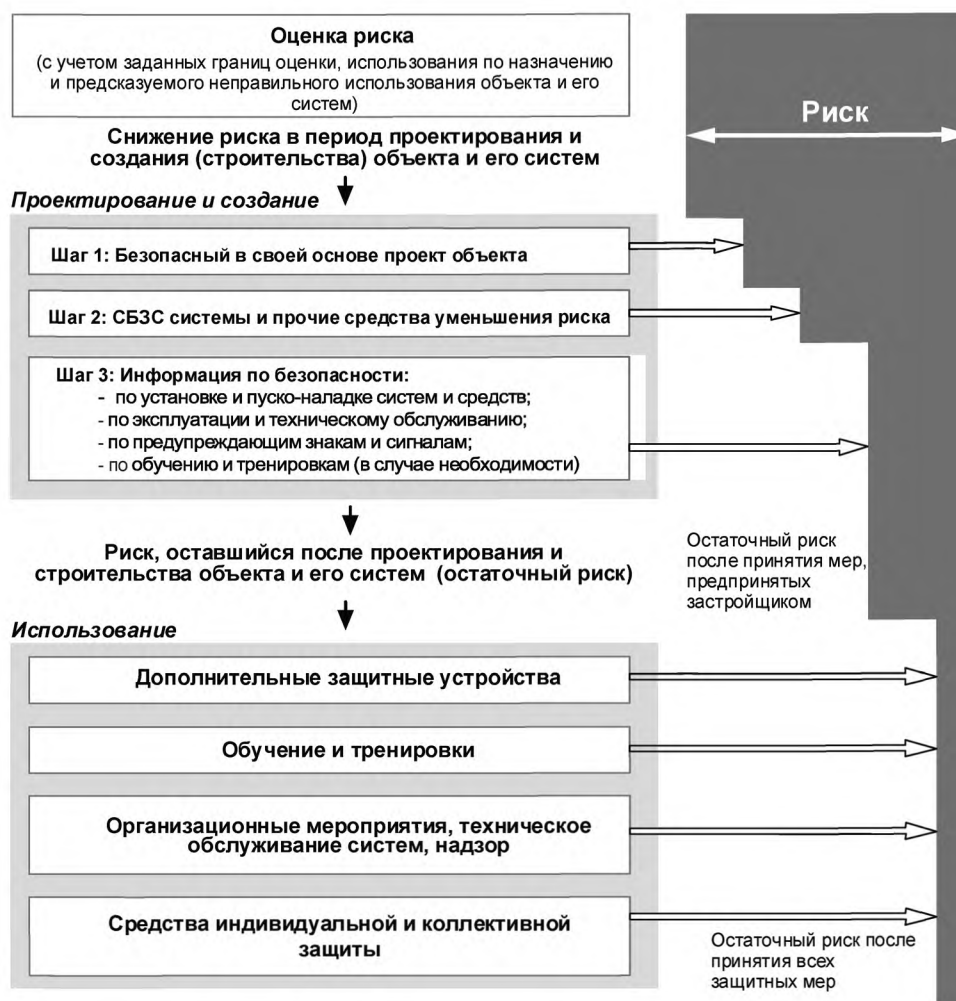 Оценка риска
(с учетом заданных границ оценки, использования по назначению
и предсказуемого неправильного использования объекта и его
систем)
Риск
Снижение риска в период проектирования и
создания (строительства) объекта и его систем
Проектирование и создание
Шаг 1: Безопасный в своей основе проект объекта
Шаг 2: СБЗС системы и прочие средства уменьшения риска
Шаг 3: Информация по безопасности:
- по установке и пуско-наладке систем и средств;
- по эксплуатации и техническому обслуживанию;
- по предупреждающим знакам и сигналам;
- по обучению и тренировкам (в случае необходимости)
Риск, оставшийся после проектирования и
строительства объекта и его систем (остаточный риск)
Остаточный риск
после принятия мер,
предпринятых
застройщиком
Использование
Дополнительные защитные устройства
Обучение и тренировки
Организационные мероприятия, техническое
обслуживание систем, надзор
Средства индивидуальной и коллективной
защиты
Остаточный риск после
принятия всех
защитных мер